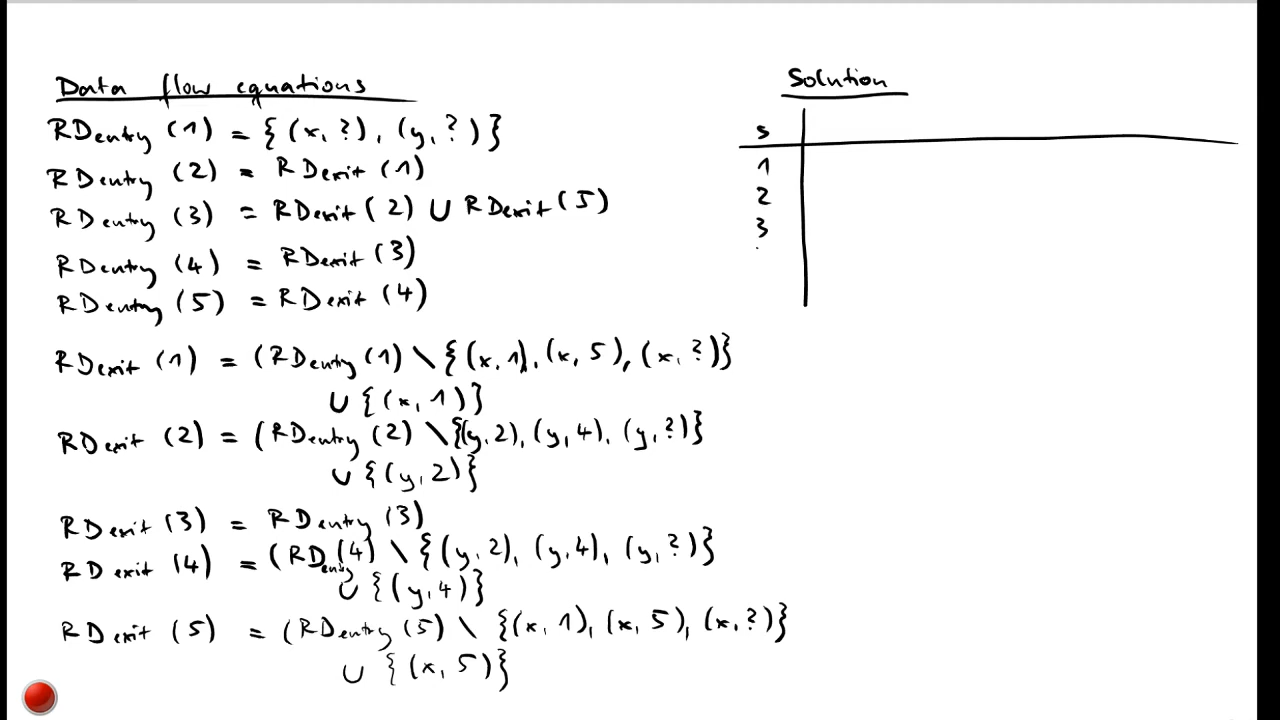 Data flow equations
RDentry (1) = {(x, ?), (y, ?)}
RDentry (2) = RDexit (1)
RDentry (3) = RDexit (2) ∪ RDexit (5)
RDentry (4) = RDexit (3)
RDentry (5) = RDexit (4)
RDexit (1) = (RDentry (1) \ {(x, 1), (x, 5), (x, ?)}
∪ {(x, 1)}
RDexit (2) = (RDentry (2) \ {(y, 2), (y, 4), (y, ?)}
∪ {(y, 2)}
RDexit (3) = RDentry (3)
RDexit (4) = (RDentry (4) \ {(y, 2), (y, 4), (y, ?)}
∪ {(y, 4)}
RDexit (5) = (RDentry (5) \ {(x, 1), (x, 5), (x, ?)}
∪ {(x, 5)}
Solution
s
1
2
3